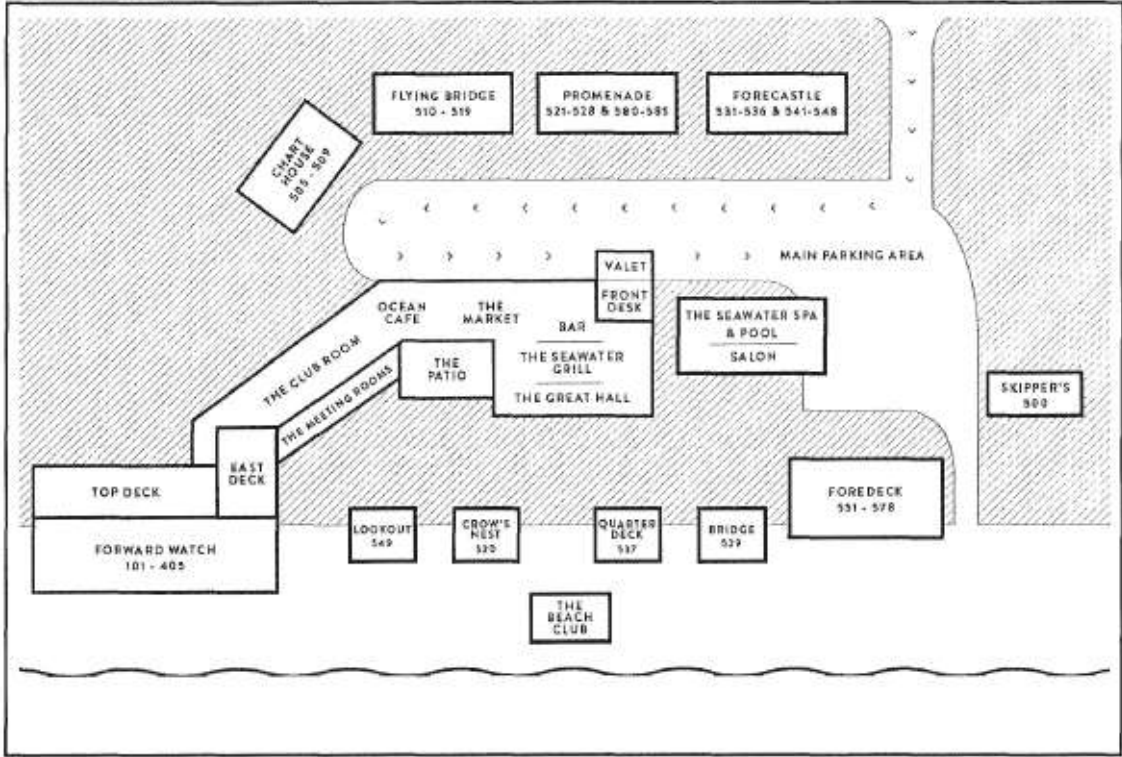 FLYING BRIDGE
510 - 519
PROMENADE
521-528 & 580-585
FORECASTLE
531-536 & 541-548
CHART
HOUSE
505 - 509
VALET
MAIN PARKING AREA
FRONT
DESK
OCEAN
CAFE
THE
MARKET
BAR
THE SEAWATER
GRILL
THE GREAT HALL
THE SEAWATER SPA
& POOL
SALON
THE CLUB ROOM
THE MEETING ROOMS
THE
PATIO
SKIPPER'S
500
EAST
DECK
TOP DECK
FORWARD WATCH
101 - 405
LOOKOUT
549
CROW'S
NEST
520
QUARTER
DECK
537
BRIDGE
539
FOREDECK
551 - 578
THE
BEACH
CLUB